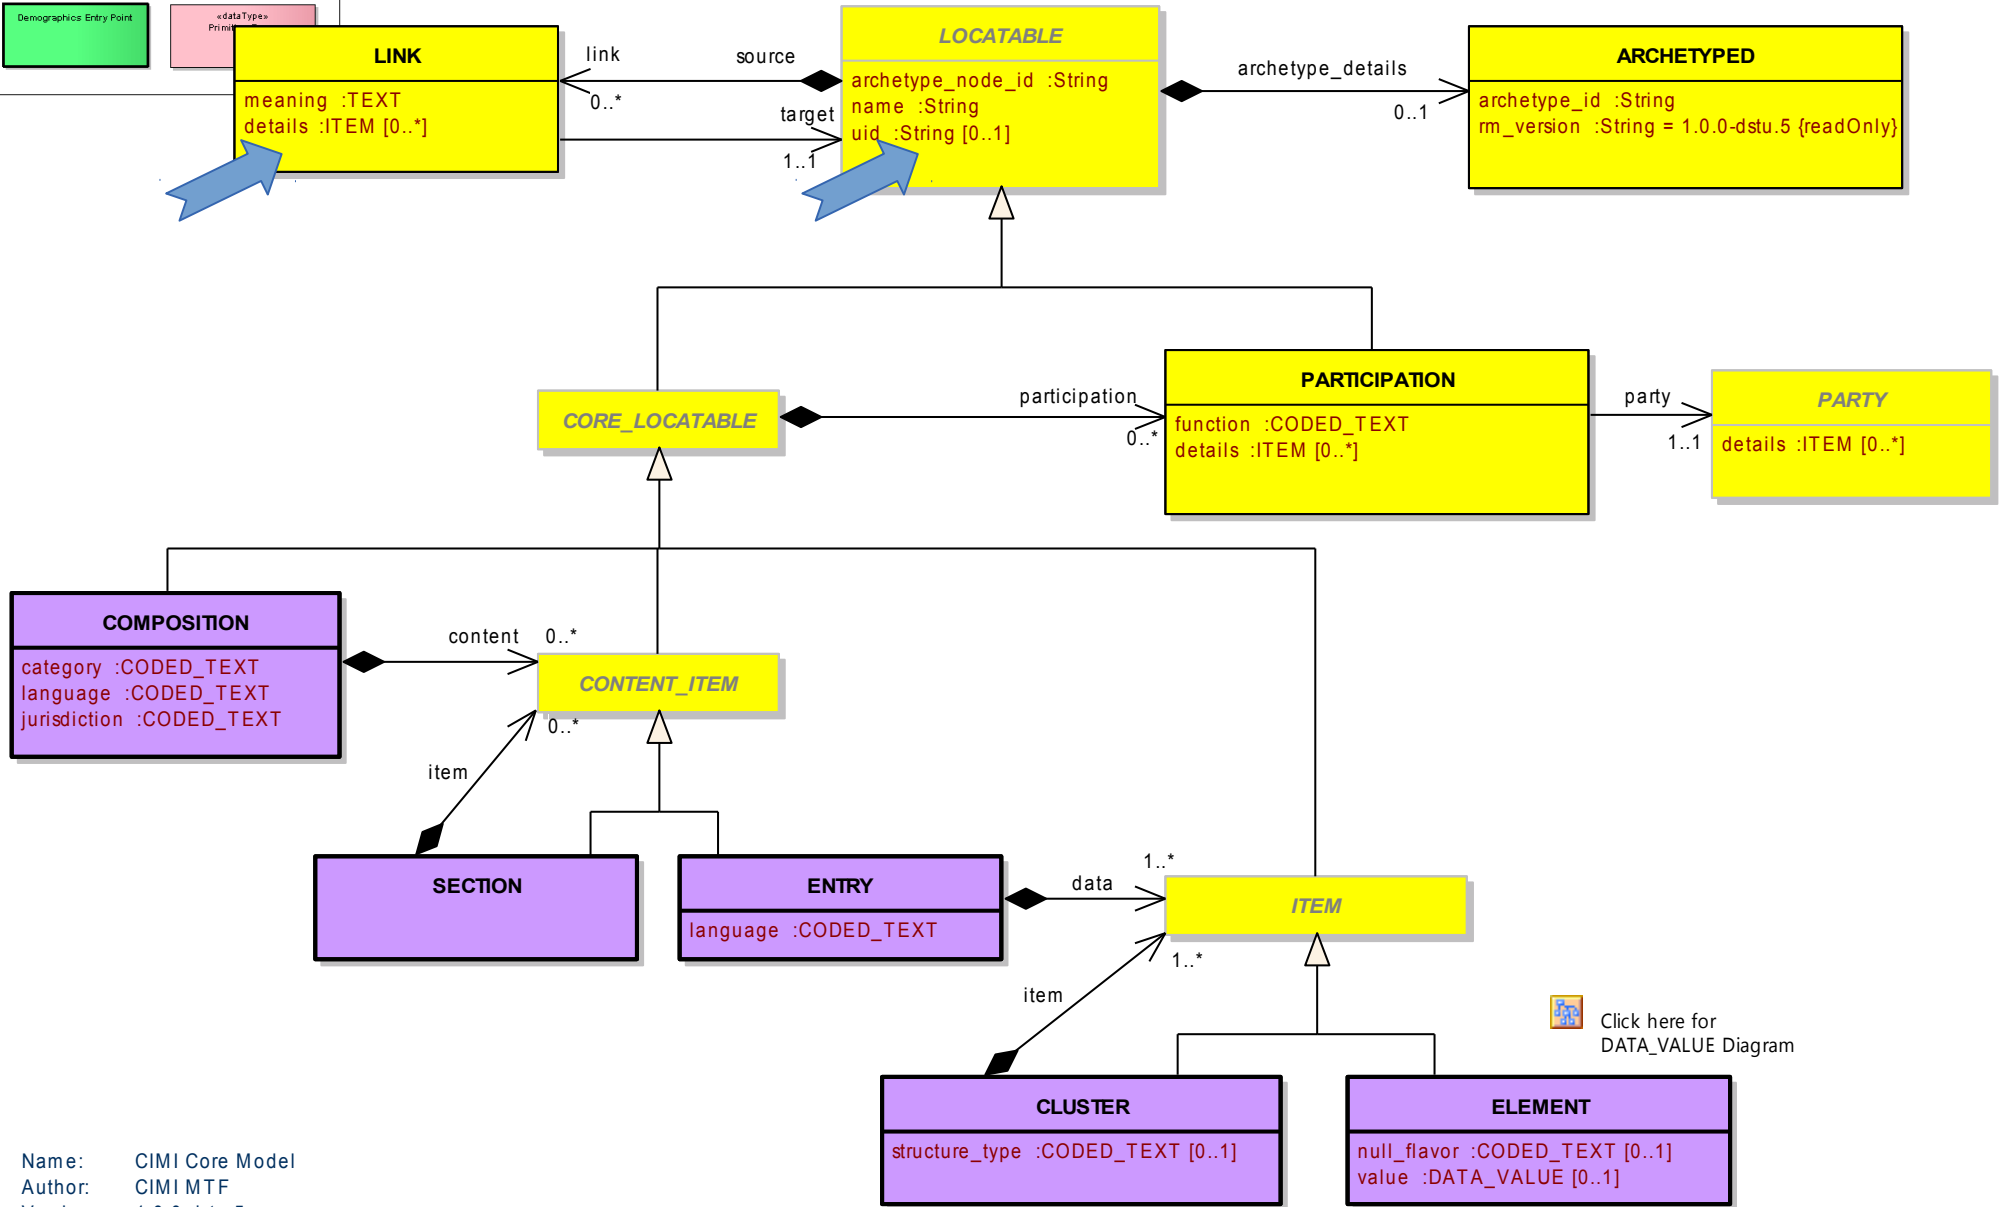 Demographics Entry Point
«dataType»
LINK
meaning :TEXT
details :ITEM [0..*]
link
0..*
source
target
1..1
LOCATABLE
archetype_node_id :String
name :String
uid :String [0..1]
archetype_details
0..1
ARCHETYPED
archetype_id :String
rm_version :String = 1.0.0-dstu.5 {readOnly}
CORE_LOCATABLE
participation
0..*
PARTICIPATION
function :CODED_TEXT
details :ITEM [0..*]
party
1..1
PARTY
details :ITEM [0..*]
COMPOSITION
category :CODED_TEXT
language :CODED_TEXT
jurisdiction :CODED_TEXT
content 0..*
CONTENT_ITEM
0..*
item
SECTION
ENTRY
language :CODED_TEXT
data
1..*
ITEM
1..*
item
Click here for
DATA_VALUE Diagram
CLUSTER
structure_type :CODED_TEXT [0..1]
ELEMENT
null_flavor :CODED_TEXT [0..1]
value :DATA_VALUE [0..1]
Name: CIMI Core Model
Author: CIMI MTF